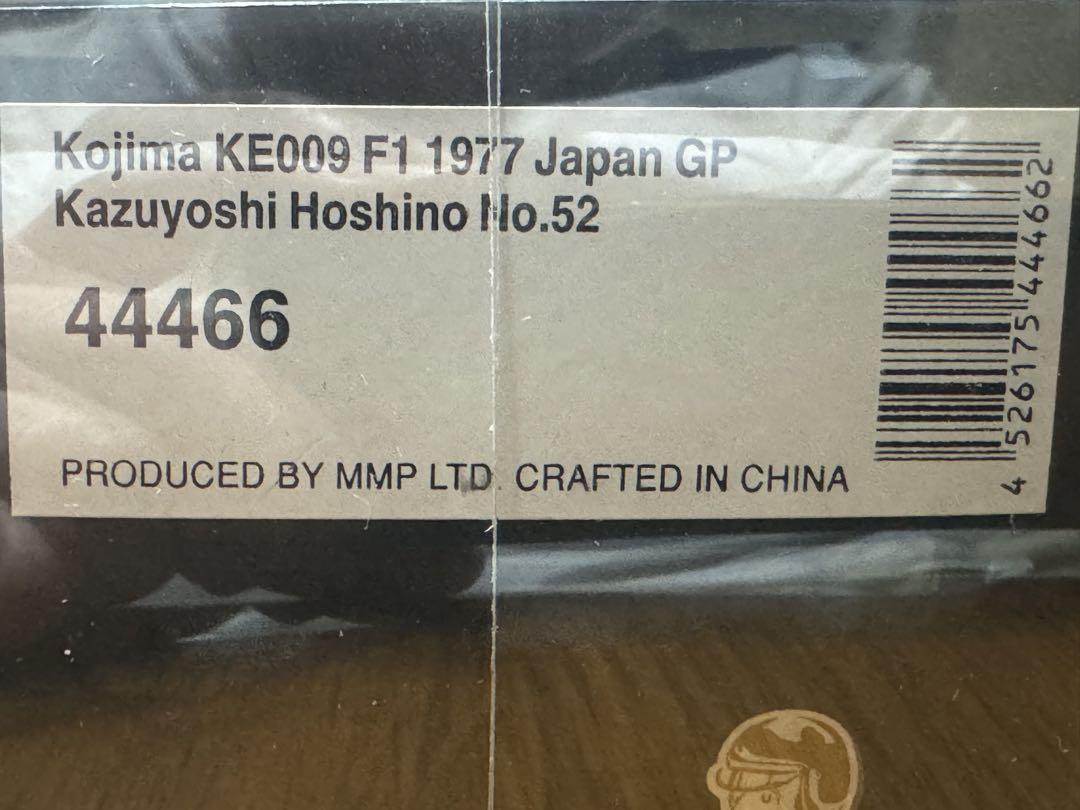 Kojima KE009 F1 1977 Japan GP
Kazuyoshi Hoshino No.52
44466
PRODUCED BY MMP LTD. CRAFTED IN CHINA
4 526175 444662